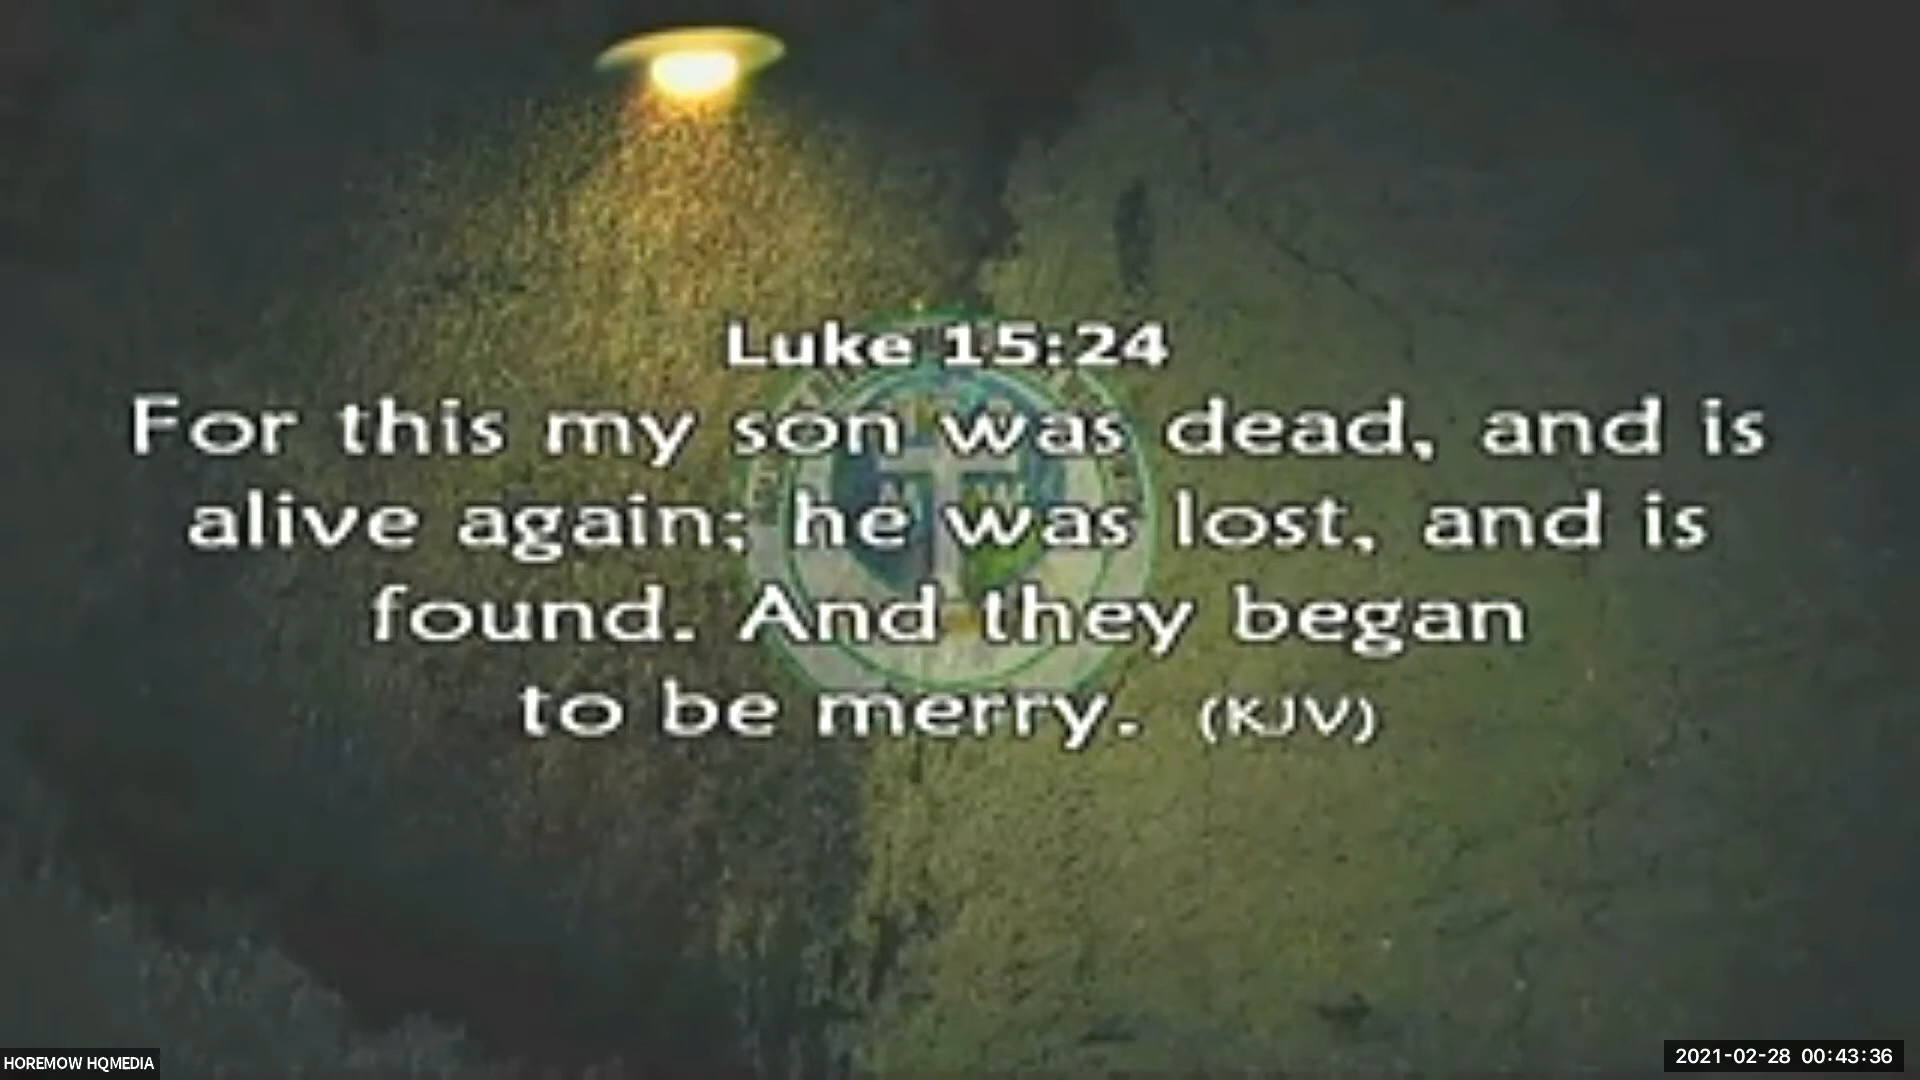 Luke 15:24
For this my son was dead, and is
alive again; he was lost, and is
found. And they began
to be merry. (KJV)
HOREMOW HQMEDIA
2021-02-28 00:43:36